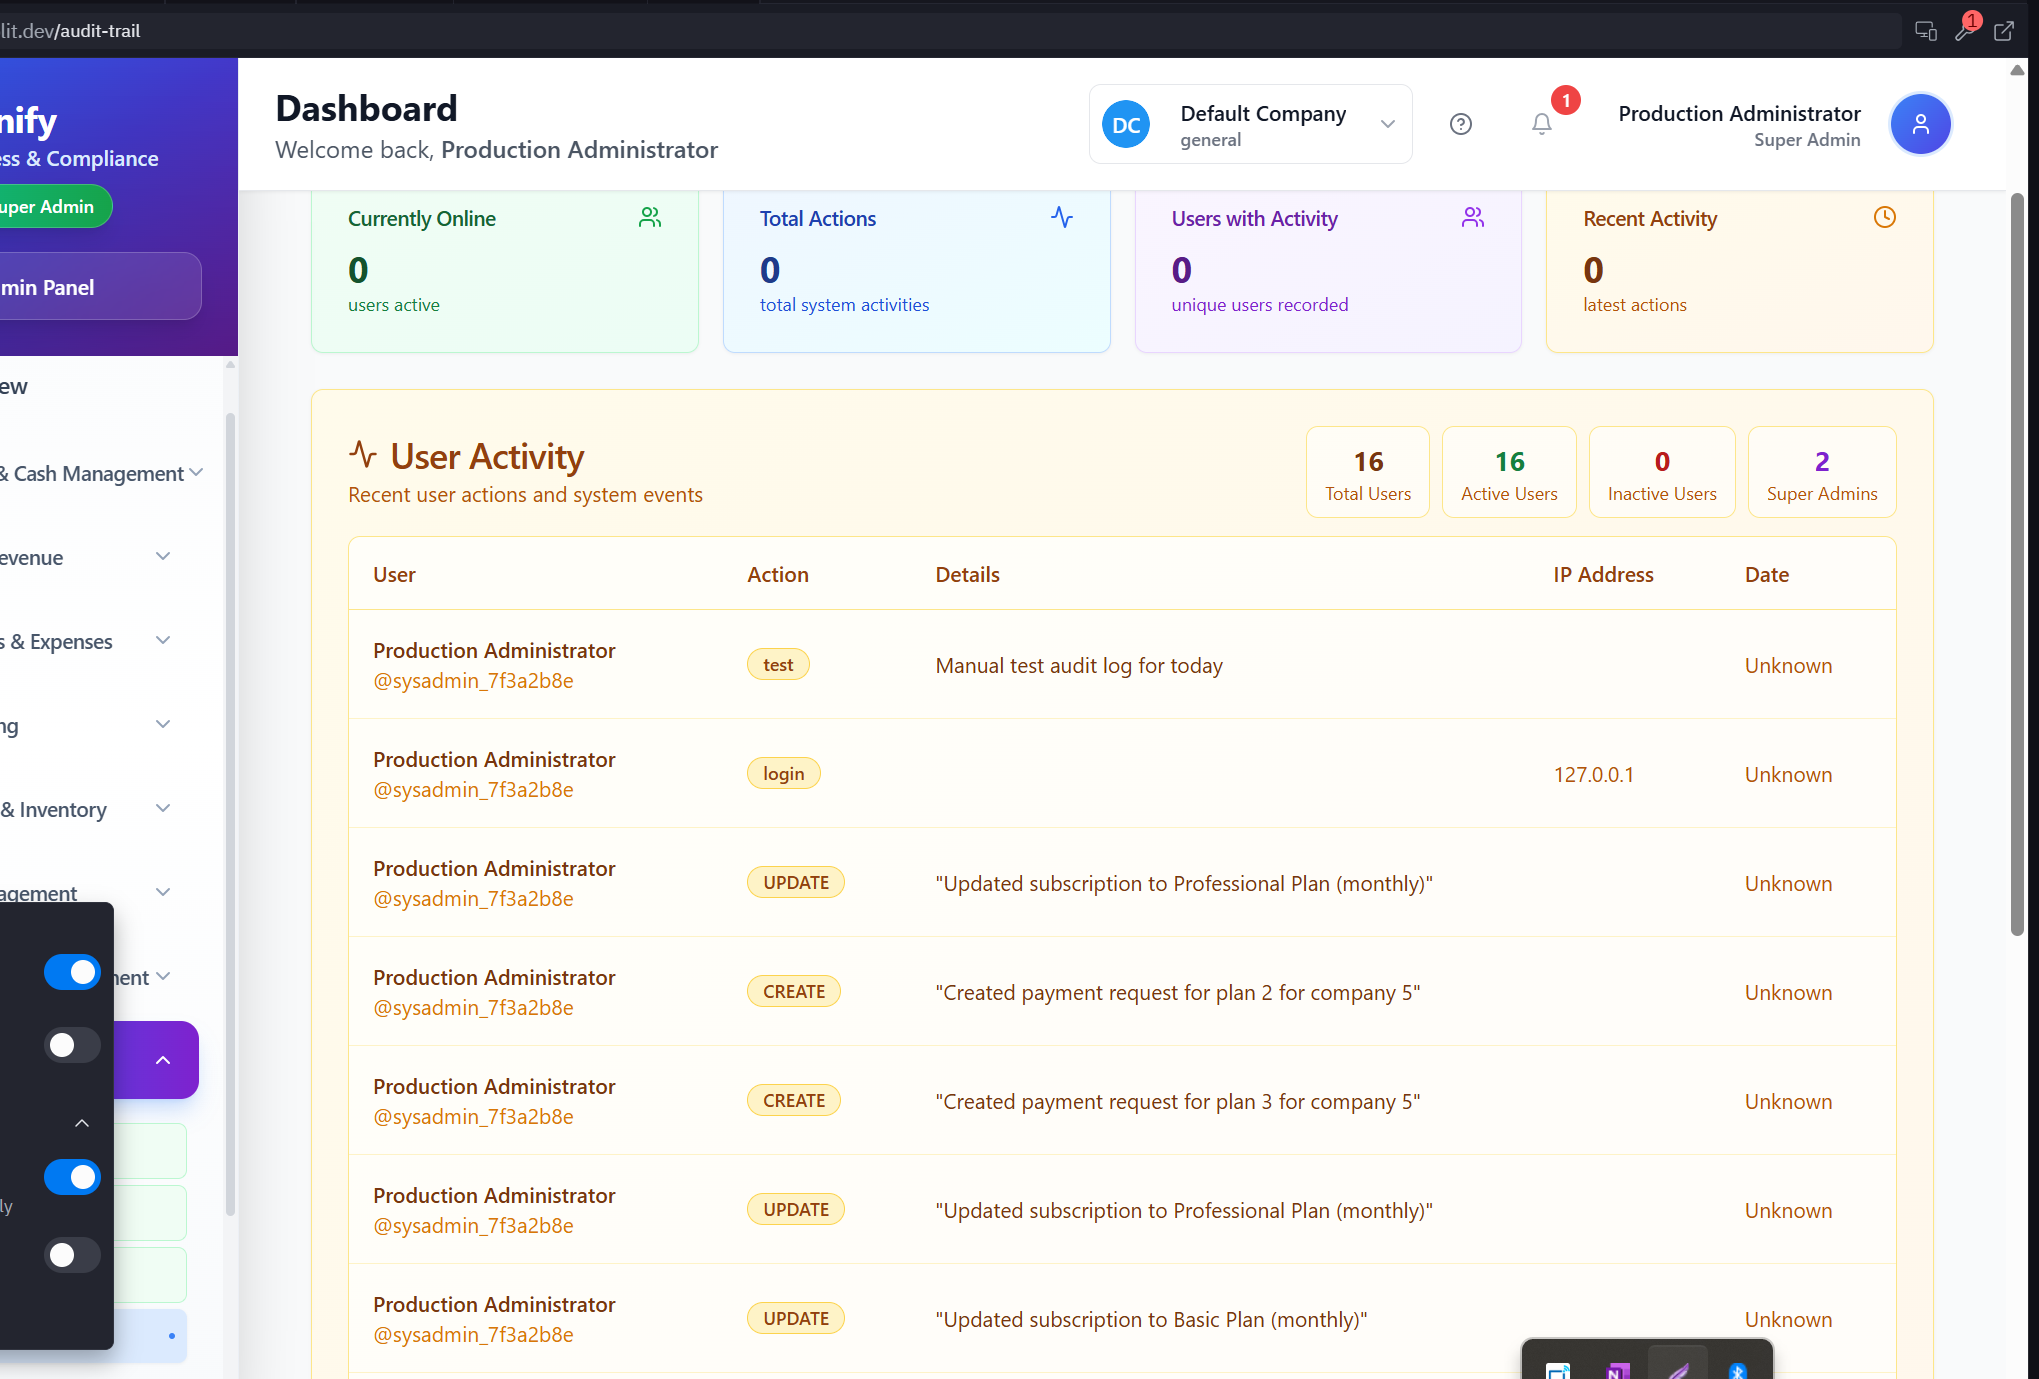 lit.dev/audit-trail
1
nify
ess & Compliance
uper Admin
min Panel
ew
& Cash Management
evenue
s & Expenses
ng
& Inventory
agement
ent
ly
Dashboard
Welcome back, Production Administrator
DC
Default Company
general
1
Production Administrator
Super Admin
Currently Online
0
users active
Total Actions
0
total system activities
Users with Activity
0
unique users recorded
Recent Activity
0
latest actions
User Activity
Recent user actions and system events
16
Total Users
16
Active Users
0
Inactive Users
2
Super Admins
User Action Details IP Address Date
Production Administrator
@sysadmin_7f3a2b8e
test
Manual test audit log for today
Unknown
Production Administrator
@sysadmin_7f3a2b8e
login
127.0.0.1
Unknown
Production Administrator
@sysadmin_7f3a2b8e
UPDATE
"Updated subscription to Professional Plan (monthly)"
Unknown
Production Administrator
@sysadmin_7f3a2b8e
CREATE
"Created payment request for plan 2 for company 5"
Unknown
Production Administrator
@sysadmin_7f3a2b8e
CREATE
"Created payment request for plan 3 for company 5"
Unknown
Production Administrator
@sysadmin_7f3a2b8e
UPDATE
"Updated subscription to Professional Plan (monthly)"
Unknown
Production Administrator
@sysadmin_7f3a2b8e
UPDATE
"Updated subscription to Basic Plan (monthly)"
Unknown